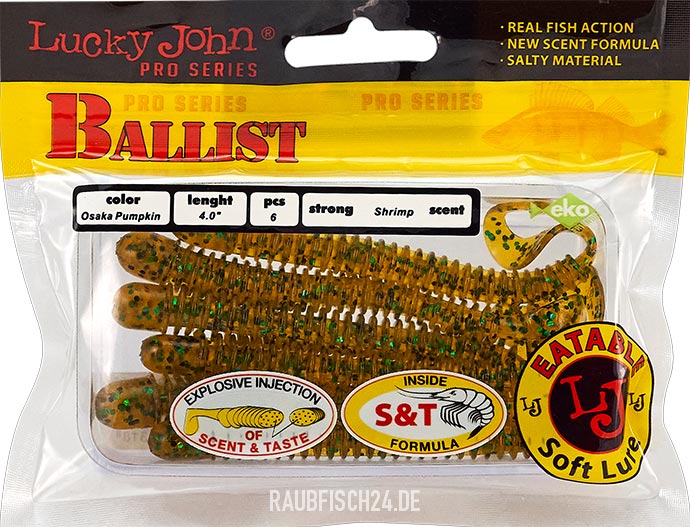 Lucky John®
PRO SERIES
· REAL FISH ACTION
· NEW SCENT FORMULA
· SALTY MATERIAL
PRO SERIES
PRO SERIES
BALLIST
color
Osaka Pumpkin
lenght
4.0"
pcs
6
strong Shrimp scent
eko
EATABLE
LJ
LJ
LJ
Soft Lure
EXPLOSIVE INJECTION
OF
SCENT & TASTE
INSIDE
S&T
FORMULA
RAUBFISCH24.DE